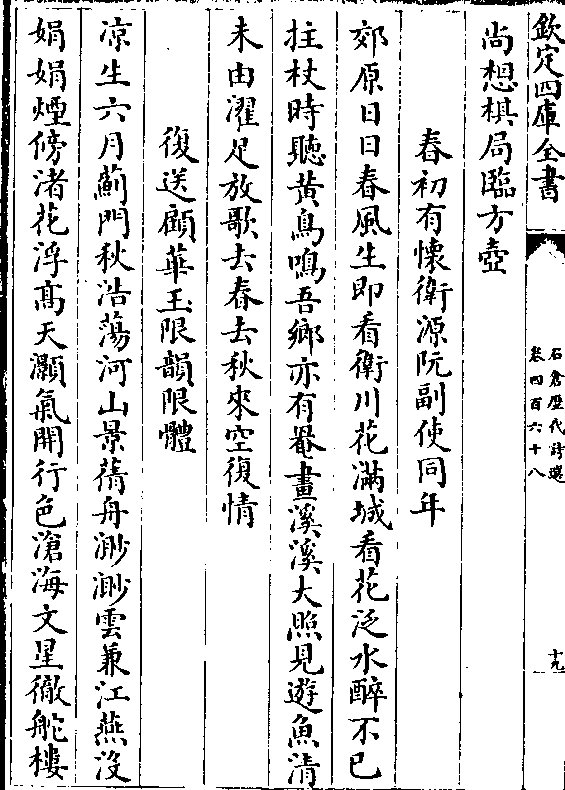 欽定四庫全書
石倉歷代詩選
卷四百六十八
十九
尚想棋局臨方壺
春初有懷衛源阮副使同年
郊原日日春風生即看衛川花滿城看花泛水醉不已
拄杖時聽黃鳥鳴吾鄉亦有罨畫溪溪大照見遊魚清
未由濯足放歌去春去秋來空復情
復送顧華玉限韻限體
凉生六月薊門秋浩蕩河山景蒨舟渺渺雲兼江燕沒
娟娟煙傍渚花浮高天灝氣開行色滄海文星徹舵樓